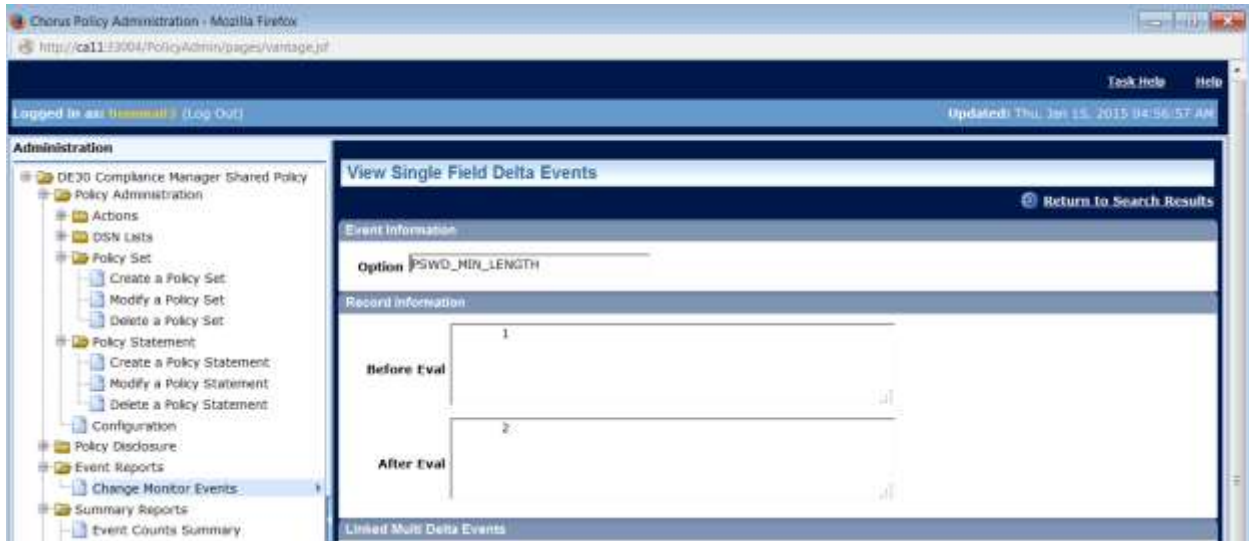 Chorus Policy Administration - Mozilla Firefox
http://ca11:33004/PolicyAdmin/pages/vantage.jsf
Task Help Help
Logged in as: (Log Out)
Updated: Thu, Jan 15, 2015 04:56:57 AM
Administration
DE30 Compliance Manager Shared Policy
Policy Administration
Actions
DSN Lists
Policy Set
Create a Policy Set
Modify a Policy Set
Delete a Policy Set
Policy Statement
Create a Policy Statement
Modify a Policy Statement
Delete a Policy Statement
Configuration
Policy Disclosure
Event Reports
Change Monitor Events
Summary Reports
Event Counts Summary
View Single Field Delta Events
Return to Search Results
Event Information
Option PSWD_MIN_LENGTH
Record Information
1
Before Eval
2
After Eval
Linked Multi Delta Events